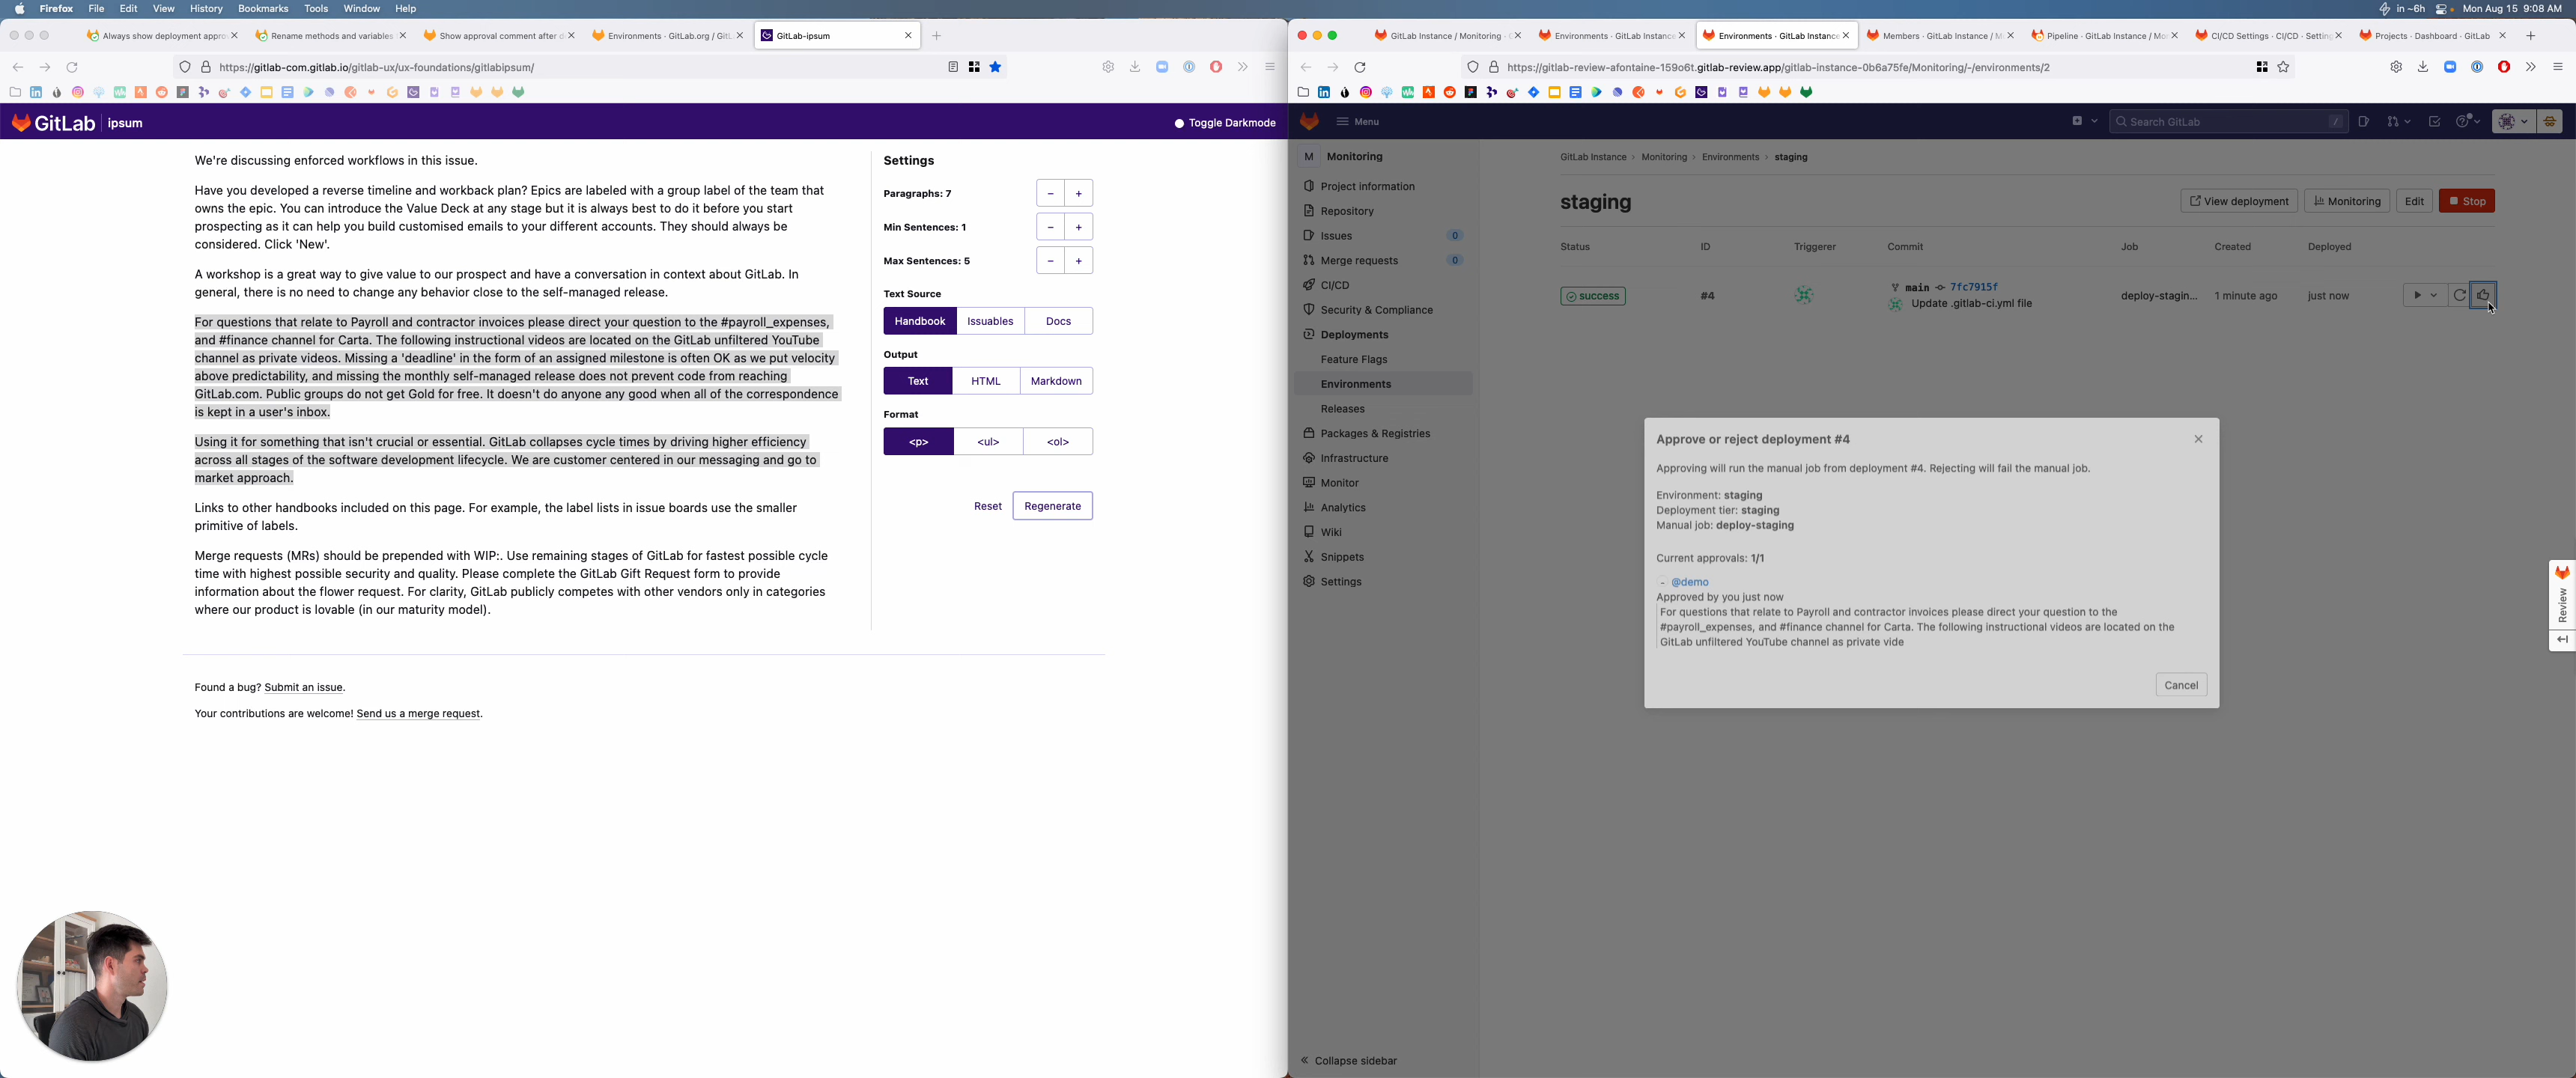 Firefox File Edit View History Bookmarks Tools Window Help
in ~6h Mon Aug 15 9:08 AM
Always show deployment appro
Rename methods and variables
Show approval comment after d
Environments · GitLab.org / GitL
GitLab-ipsum
https://gitlab-com.gitlab.io/gitlab-ux/ux-foundations/gitlabipsum/
GitLab ipsum
Toggle Darkmode
We're discussing enforced workflows in this issue.
Have you developed a reverse timeline and workback plan? Epics are labeled with a group label of the team that
owns the epic. You can introduce the Value Deck at any stage but it is always best to do it before you start
prospecting as it can help you build customised emails to your different accounts. They should always be
considered. Click 'New'.
A workshop is a great way to give value to our prospect and have a conversation in context about GitLab. In
general, there is no need to change any behavior close to the self-managed release.
For questions that relate to Payroll and contractor invoices please direct your question to the #payroll_expenses,
and #finance channel for Carta. The following instructional videos are located on the GitLab unfiltered YouTube
channel as private videos. Missing a 'deadline' in the form of an assigned milestone is often OK as we put velocity
above predictability, and missing the monthly self-managed release does not prevent code from reaching
GitLab.com. Public groups do not get Gold for free. It doesn't do anyone any good when all of the correspondence
is kept in a user's inbox.
Using it for something that isn't crucial or essential. GitLab collapses cycle times by driving higher efficiency
across all stages of the software development lifecycle. We are customer centered in our messaging and go to
market approach.
Links to other handbooks included on this page. For example, the label lists in issue boards use the smaller
primitive of labels.
Merge requests (MRs) should be prepended with WIP:. Use remaining stages of GitLab for fastest possible cycle
time with highest possible security and quality. Please complete the GitLab Gift Request form to provide
information about the flower request. For clarity, GitLab publicly competes with other vendors only in categories
where our product is lovable (in our maturity model).
Settings
Paragraphs: 7 - +
Min Sentences: 1 - +
Max Sentences: 5 - +
Text Source
Handbook Issuables Docs
Output
Text HTML Markdown
Format
<p> <ul> <ol>
Reset Regenerate
Found a bug? Submit an issue.
Your contributions are welcome! Send us a merge request.
GitLab Instance / Monitoring ·
Environments · GitLab Instance
Environments · GitLab Instance
Members · GitLab Instance / M
Pipeline · GitLab Instance / Mon
CI/CD Settings · CI/CD · Setting
Projects · Dashboard · GitLab
https://gitlab-review-afontaine-159o6t.gitlab-review.app/gitlab-instance-0b6a75fe/Monitoring/-/environments/2
Menu
Search GitLab /
M Monitoring
Project information
Repository
Issues 0
Merge requests 0
CI/CD
Security & Compliance
Deployments
Feature Flags
Environments
Releases
Packages & Registries
Infrastructure
Monitor
Analytics
Wiki
Snippets
Settings
Collapse sidebar
GitLab Instance › Monitoring › Environments › staging
staging
View deployment Monitoring Edit Stop
Status ID Triggerer Commit Job Created Deployed
success #4 main 7fc7915f deploy-stagin... 1 minute ago just now
Update .gitlab-ci.yml file
Approve or reject deployment #4
Approving will run the manual job from deployment #4. Rejecting will fail the manual job.
Environment: staging
Deployment tier: staging
Manual job: deploy-staging
Current approvals: 1/1
- @demo
Approved by you just now
For questions that relate to Payroll and contractor invoices please direct your question to the
#payroll_expenses, and #finance channel for Carta. The following instructional videos are located on the
GitLab unfiltered YouTube channel as private vide
Cancel
Review